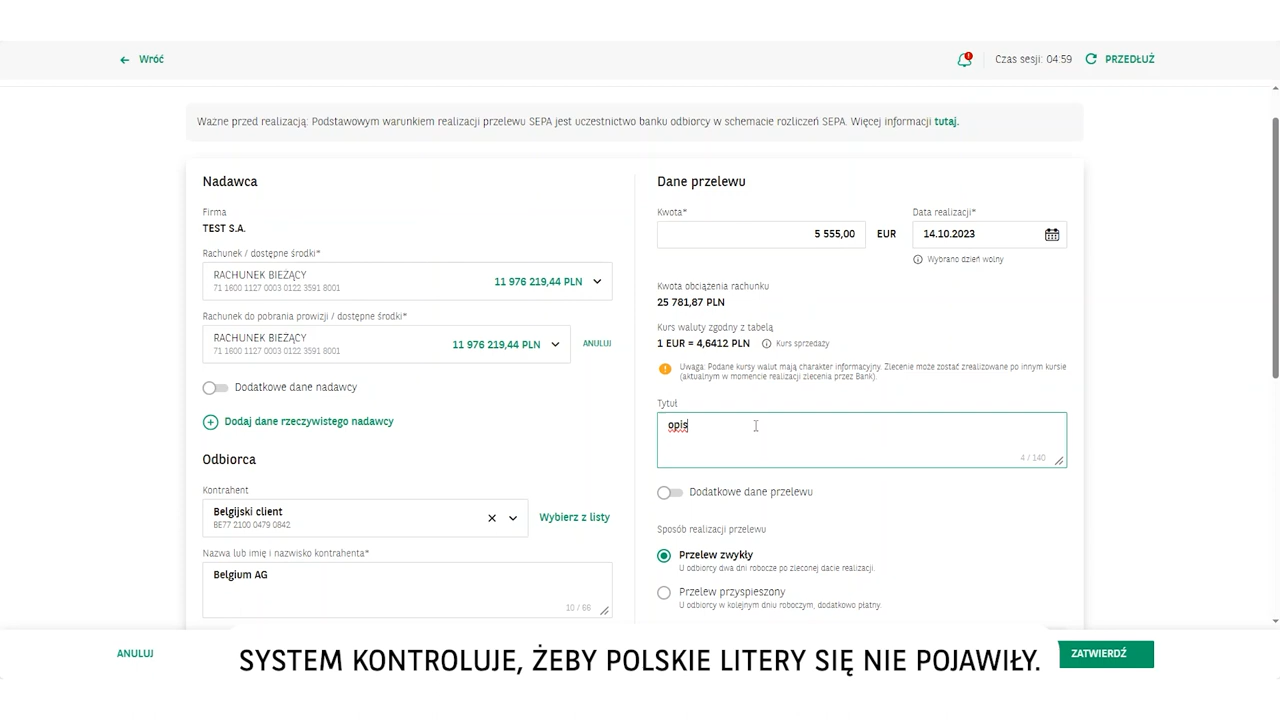 Wróć
Czas sesji: 04:59
PRZEDŁUŻ
Ważne przed realizacją: Podstawowym warunkiem realizacji przelewu SEPA jest uczestnictwo banku odbiorcy w schemacie rozliczeń SEPA. Więcej informacji tutaj.
Nadawca
Firma
TEST S.A.
Rachunek / dostępne środki*
RACHUNEK BIEŻĄCY
71 1600 1127 0003 0122 3591 8001
11 976 219,44 PLN
Rachunek do pobrania prowizji / dostępne środki*
RACHUNEK BIEŻĄCY
71 1600 1127 0003 0122 3591 8001
11 976 219,44 PLN
ANULUJ
Dodatkowe dane nadawcy
Dodaj dane rzeczywistego nadawcy
Odbiorca
Kontrahent
Belgijski client
BE77 2100 0479 0842
Wybierz z listy
Nazwa lub imię i nazwisko kontrahenta*
Belgium AG
10 / 66
Dane przelewu
Kwota*
5 555,00
EUR
Data realizacji*
14.10.2023
Wybrano dzień wolny
Kwota obciążenia rachunku
25 781,87 PLN
Kurs waluty zgodny z tabelą
1 EUR = 4,6412 PLN
Kurs sprzedaży
Uwaga: Podane kursy walut mają charakter informacyjny. Zlecenie może zostać zrealizowane po innym kursie
(aktualnym w momencie realizacji zlecenia przez Bank).
Tytuł
opis
4 / 140
Dodatkowe dane przelewu
Sposób realizacji przelewu
Przelew zwykły
U odbiorcy dwa dni robocze po zleconej dacie realizacji.
Przelew przyspieszony
U odbiorcy w kolejnym dniu roboczym, dodatkowo płatny.
ANULUJ
SYSTEM KONTROLUJE, ŻEBY POLSKIE LITERY SIĘ NIE POJAWIŁY.
ZATWIERDŹ